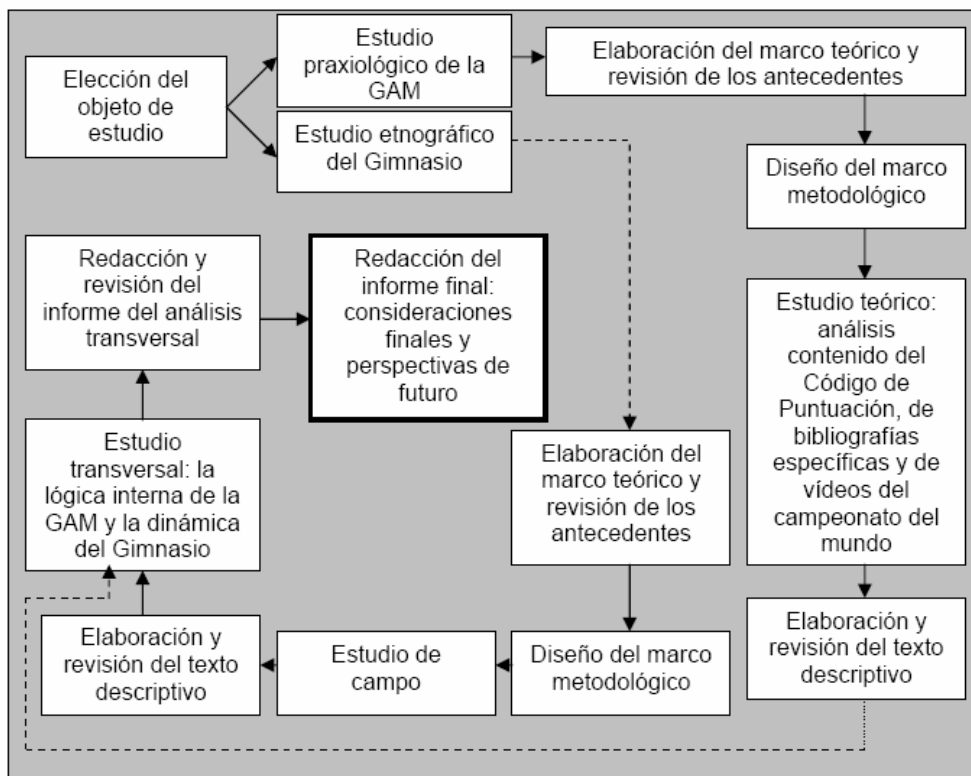 Elección del
objeto de
estudio
Estudio
praxiológico de la
GAM
Elaboración del marco teórico y
revisión de los antecedentes
Estudio etnográfico
del Gimnasio
Diseño del marco
metodológico
Redacción y
revisión del
informe del análisis
transversal
Redacción del
informe final:
consideraciones
finales y
perspectivas de
futuro
Estudio teórico:
análisis
contenido del
Código de
Puntuación, de
bibliografías
específicas y de
vídeos del
campeonato del
mundo
Estudio
transversal: la
lógica interna de la
GAM y la dinámica
del Gimnasio
Elaboración del
marco teórico y
revisión de los
antecedentes
Elaboración y
revisión del texto
descriptivo
Estudio de
campo
Diseño del marco
metodológico
Elaboración y
revisión del texto
descriptivo